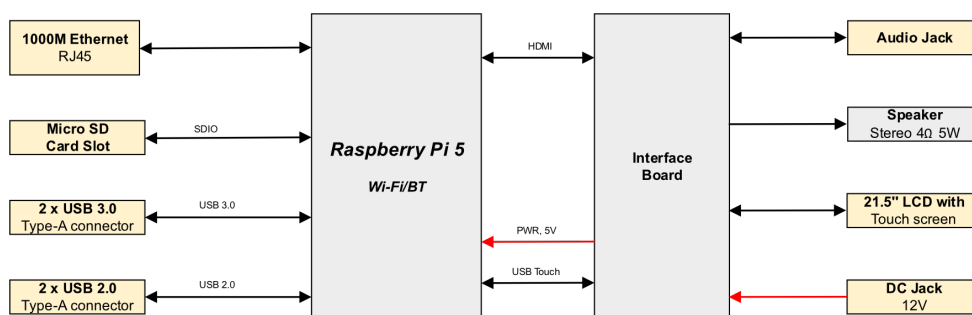 1000M Ethernet
RJ45
Micro SD
Card Slot
SDIO
2 x USB 3.0
Type-A connector
USB 3.0
2 x USB 2.0
Type-A connector
USB 2.0
Raspberry Pi 5
Wi-Fi/BT
HDMI
PWR, 5V
USB Touch
Interface
Board
Audio Jack
Speaker
Stereo 4Ω 5W
21.5" LCD with
Touch screen
DC Jack
12V